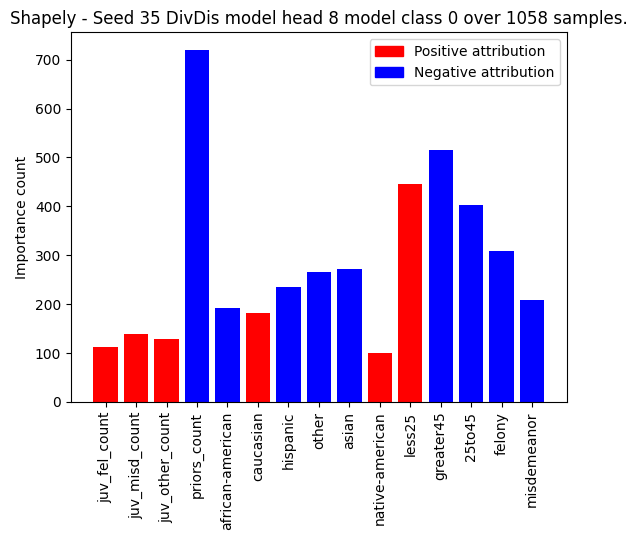 Shapely - Seed 35 DivDis model head 8 model class 0 over 1058 samples.
Positive attribution
Negative attribution
Importance count
700
600
500
400
300
200
100
0
juv_fel_count
juv_misd_count
juv_other_count
priors_count
african-american
caucasian
hispanic
other
asian
native-american
less25
greater45
25to45
felony
misdemeanor